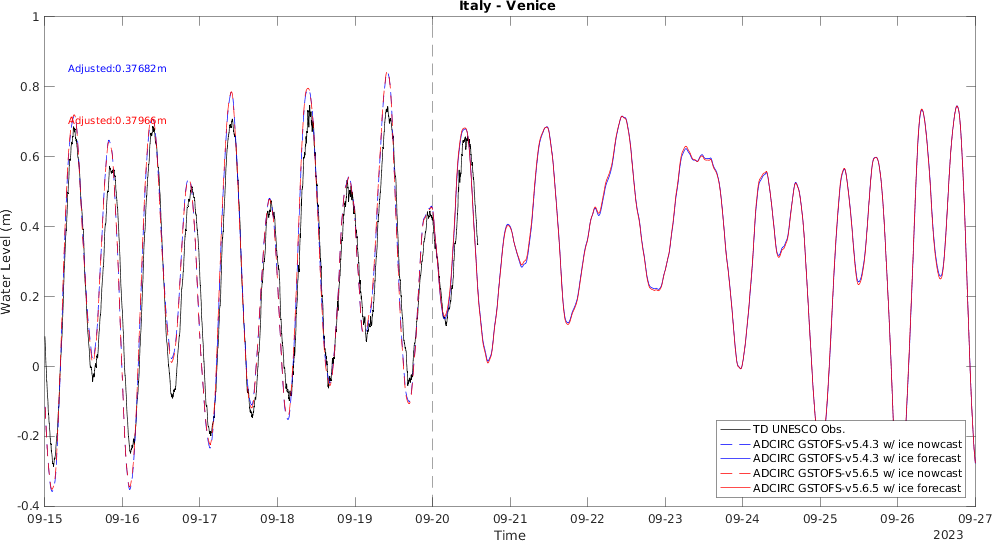 Italy - Venice
Adjusted:0.37682m
Adjusted:0.37966m
Water Level (m)
1
0.8
0.6
0.4
0.2
0
-0.2
-0.4
TD UNESCO Obs.
ADCIRC GSTOFS-v5.4.3 w/ ice nowcast
ADCIRC GSTOFS-v5.4.3 w/ ice forecast
ADCIRC GSTOFS-v5.6.5 w/ ice nowcast
ADCIRC GSTOFS-v5.6.5 w/ ice forecast
09-15 09-16 09-17 09-18 09-19 09-20 09-21 09-22 09-23 09-24 09-25 09-26 09-27
Time
2023